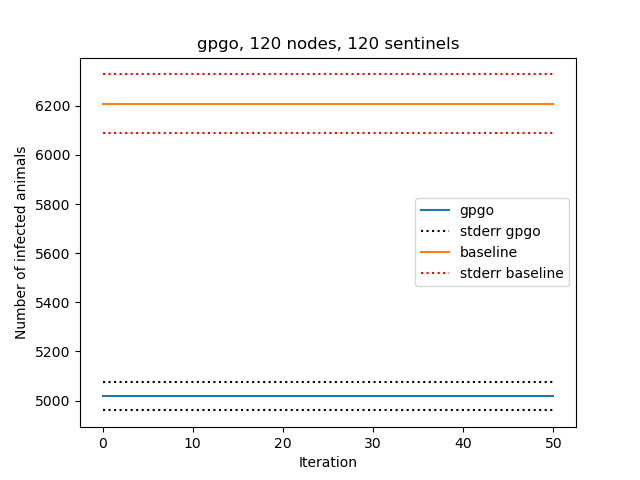 gpgo, 120 nodes, 120 sentinels
6200
6000
5800
5600
5400
5200
5000
Number of infected animals
gpgo
stderr gpgo
baseline
stderr baseline
0 10 20 30 40 50
Iteration